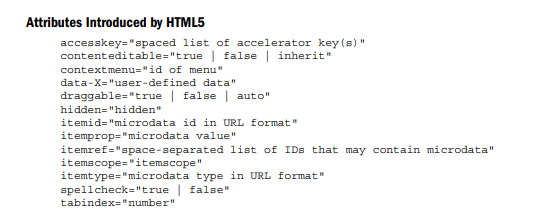 Attributes Introduced by HTML5
accesskey="spaced list of accelerator key(s)"
contenteditable="true | false | inherit"
contextmenu="id of menu"
data-X="user-defined data"
draggable="true | false | auto"
hidden="hidden"
itemid="microdata id in URL format"
itemprop="microdata value"
itemref="space-separated list of IDs that may contain microdata"
itemscope="itemscope"
itemtype="microdata type in URL format"
spellcheck="true | false"
tabindex="number"